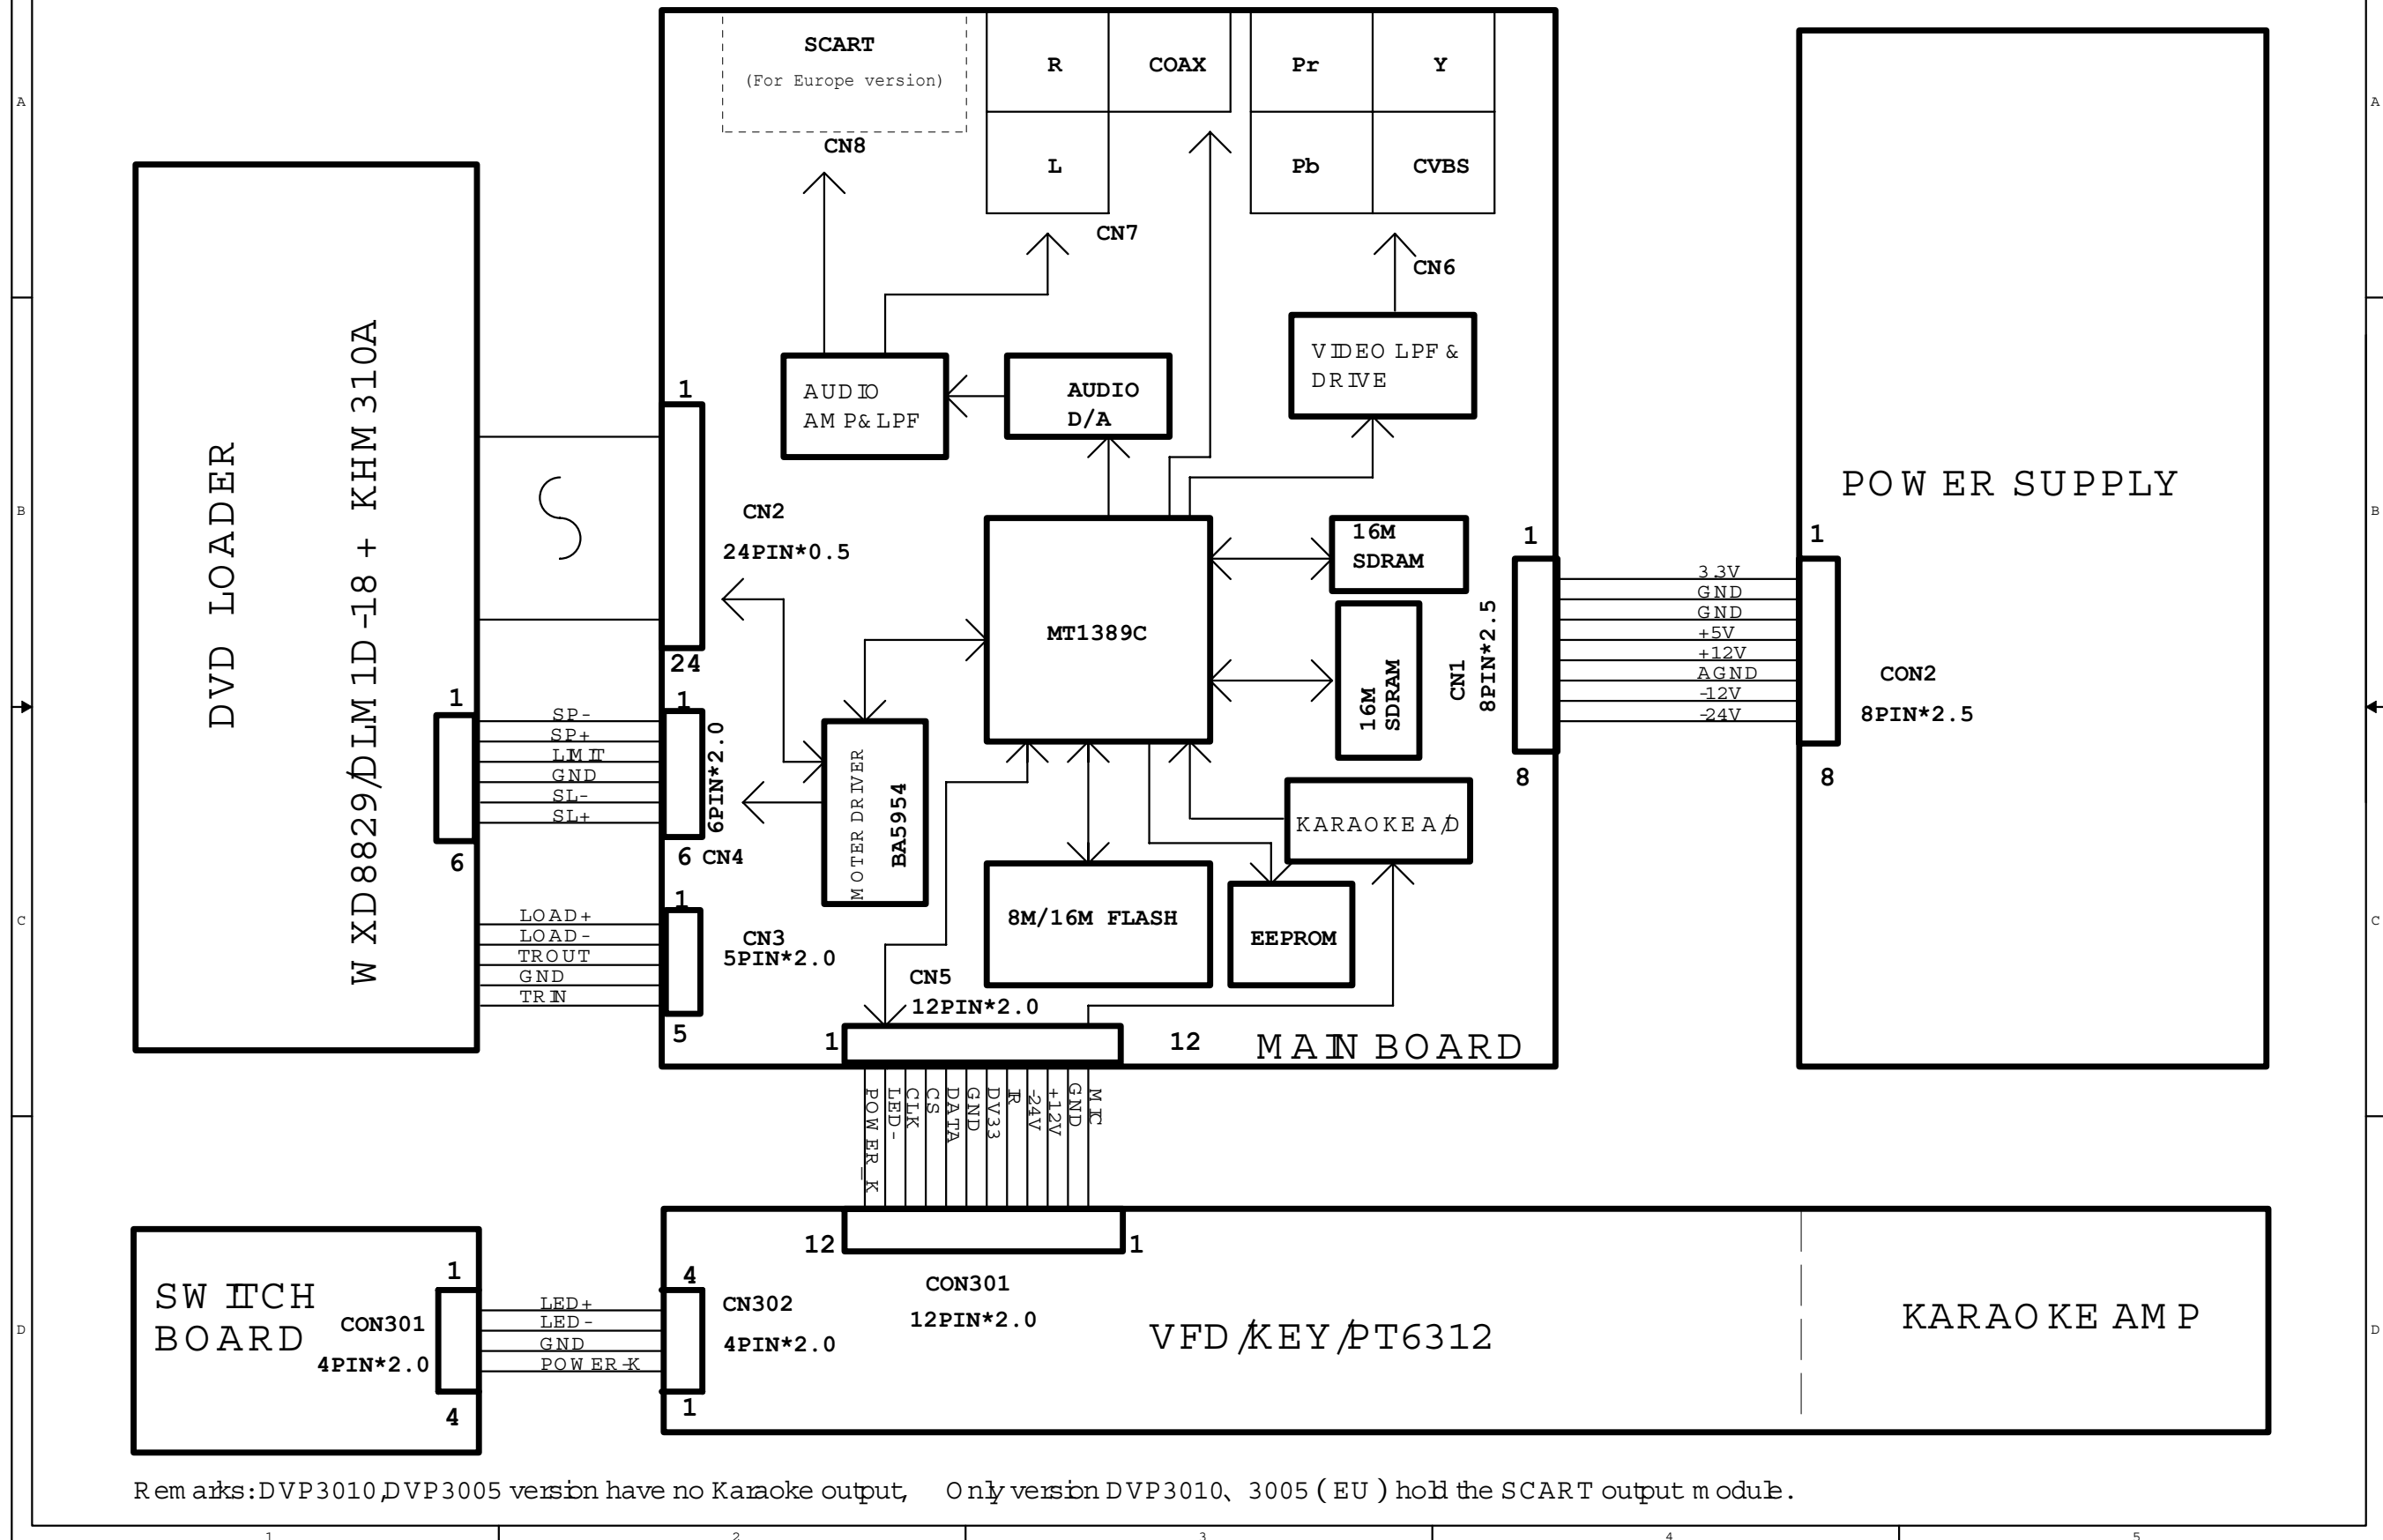 SCART
(For Europe version)
CN8
R
COAX
L
CN7
Pr
Y
Pb
CVBS
CN6
A
A
B
B
C
C
D
D
DVD LOADER
WXD8829/DLM1D-18 + KHM310A
1
6
SP-
SP+
LIMIT
GND
SL-
SL+
LOAD+
LOAD-
TROUT
GND
TRIN
1
CN2
24PIN*0.5
24
1
6PIN*2.0
6 CN4
1
CN3
5PIN*2.0
5
AUDIO
AMP&LPF
AUDIO
D/A
VIDEO LPF &
DRIVE
MT1389C
16M
SDRAM
16M
SDRAM
MOTER DRIVER
BA5954
KARAOKE A/D
8M/16M FLASH
EEPROM
CN5
12PIN*2.0
1
12
MAIN BOARD
1
CN1
8PIN*2.5
8
3.3V
GND
GND
+5V
+12V
AGND
-12V
-24V
POWER SUPPLY
1
CON2
8PIN*2.5
8
POWER_K
LED-
CLK
CS
DATA
GND
DV33
IR
-24V
+12V
GND
MIC
12
1
CON301
12PIN*2.0
SWITCH
BOARD
1
CON301
4PIN*2.0
4
LED+
LED-
GND
POWER-K
4
CN302
4PIN*2.0
1
VFD/KEY/PT6312
KARAOKE AMP
Remarks:DVP3010,DVP3005 version have no Karaoke output, Only version DVP3010、3005 (EU) hold the SCART output module.
1
2
3
4
5